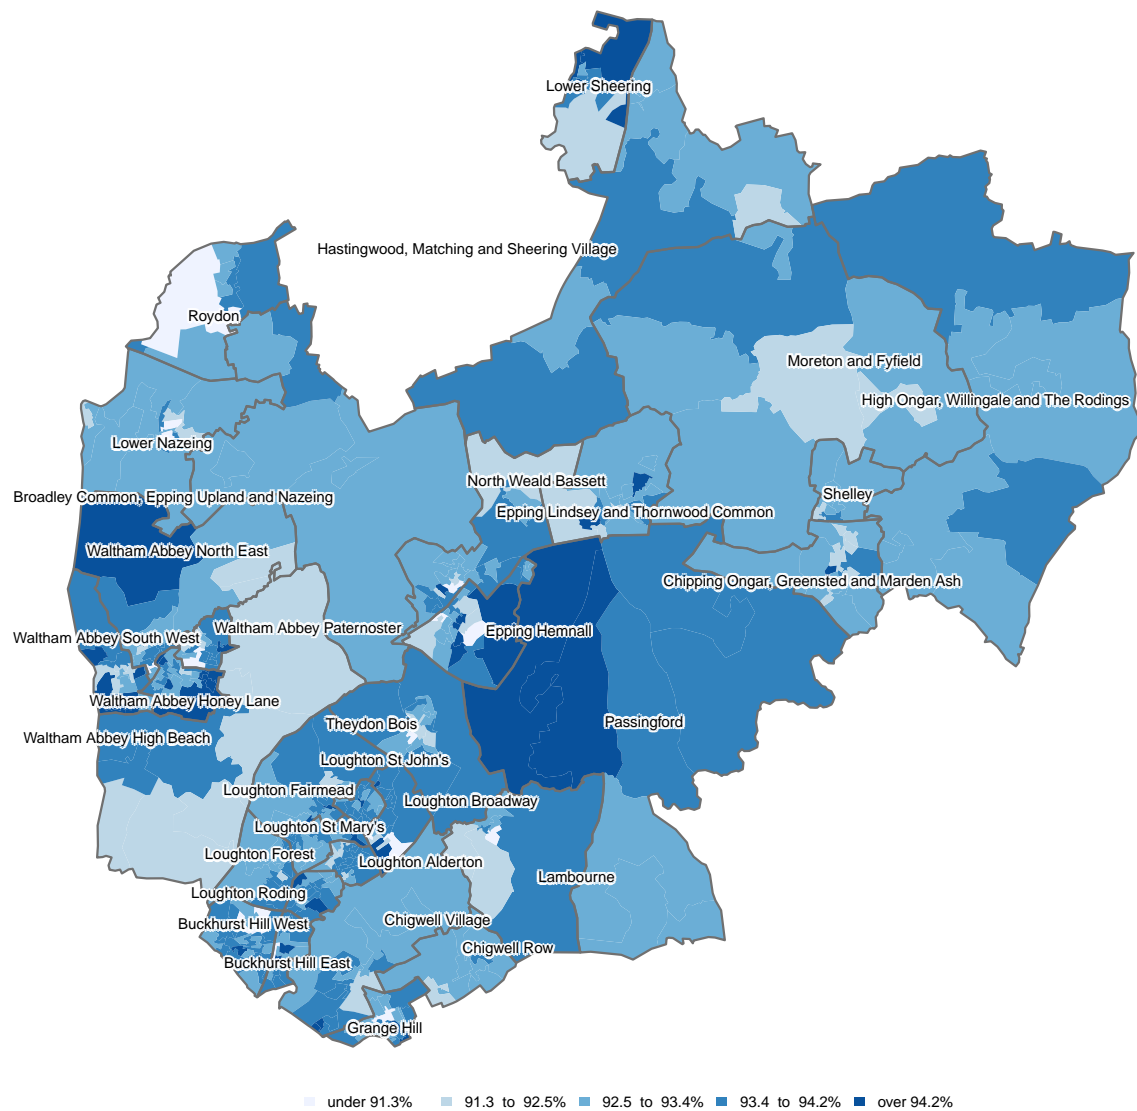 Lower Sheering
Hastingwood, Matching and Sheering Village
Roydon
Moreton and Fyfield
High Ongar, Willingale and The Rodings
Lower Nazeing
North Weald Bassett
Broadley Common, Epping Upland and Nazeing
Shelley
Epping Lindsey and Thornwood Common
Waltham Abbey North East
Chipping Ongar, Greensted and Marden Ash
Waltham Abbey Paternoster
Epping Hemnall
Waltham Abbey South West
Waltham Abbey Honey Lane
Passingford
Theydon Bois
Waltham Abbey High Beach
Loughton St John's
Loughton Fairmead
Loughton Broadway
Loughton St Mary's
Loughton Forest
Loughton Alderton
Lambourne
Loughton Roding
Chigwell Village
Buckhurst Hill West
Chigwell Row
Buckhurst Hill East
Grange Hill
under 91.3% 91.3 to 92.5% 92.5 to 93.4% 93.4 to 94.2% over 94.2%